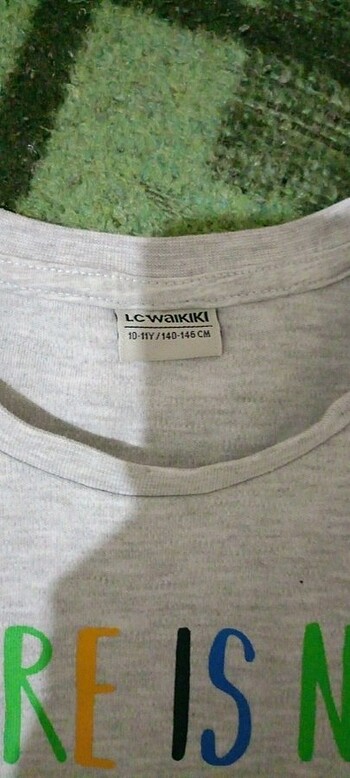 LC WAIKIKI
10-11Y/140-146 CM
RE IS N